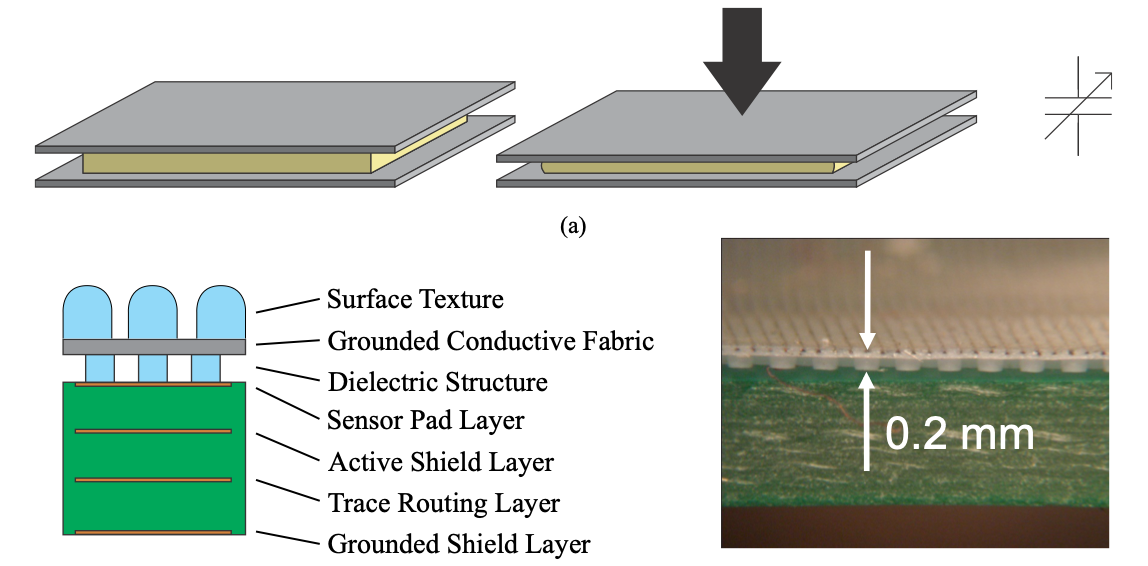 (a)
Surface Texture
Grounded Conductive Fabric
Dielectric Structure
Sensor Pad Layer
Active Shield Layer
Trace Routing Layer
Grounded Shield Layer
0.2 mm